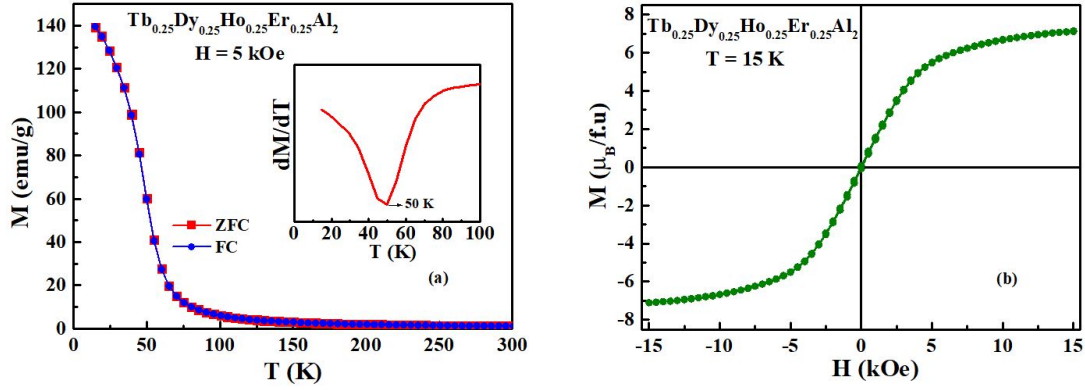 Tb0.25Dy0.25Ho0.25Er0.25Al2
H = 5 kOe
M (emu/g)
140
120
100
80
60
40
20
0
0 50 100 150 200 250 300
T (K)
ZFC
FC
(a)
dM/dT
50 K
0 20 40 60 80 100
T (K)
Tb0.25Dy0.25Ho0.25Er0.25Al2
T = 15 K
M (μB/f.u)
8
6
4
2
0
-2
-4
-6
-8
-15 -10 -5 0 5 10 15
H (kOe)
(b)